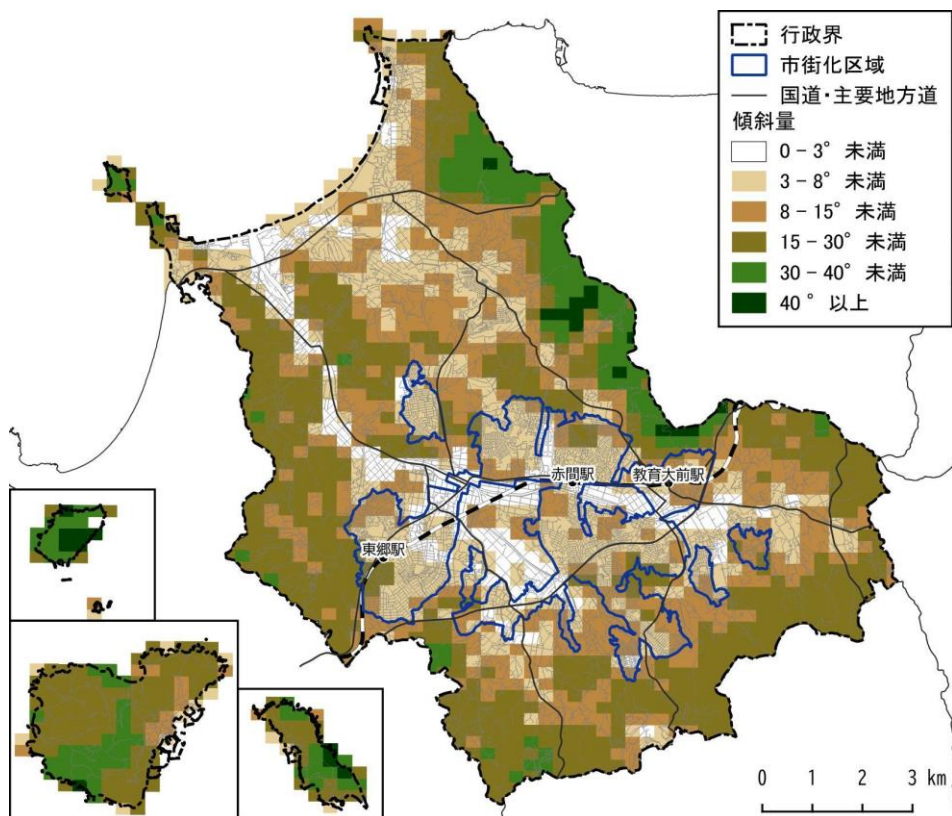 行政界
市街化区域
国道・主要地方道
傾斜量
0-3° 未満
3-8° 未満
8-15° 未満
15-30° 未満
30-40° 未満
40° 以上
赤間駅
教育大前駅
東郷駅
0 1 2 3 km